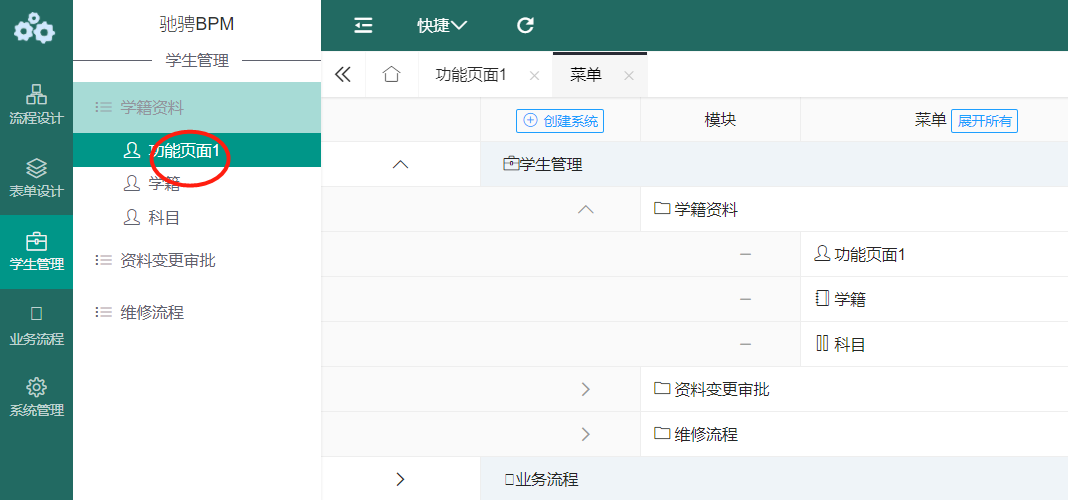 驰骋BPM
学生管理
流程设计
表单设计
学生管理
业务流程
系统管理
学籍资料
功能页面1
学籍
科目
资料变更审批
维修流程
快捷
功能页面1
菜单
创建系统 模块 菜单 展开所有
学生管理
学籍资料
功能页面1
学籍
科目
资料变更审批
维修流程
业务流程